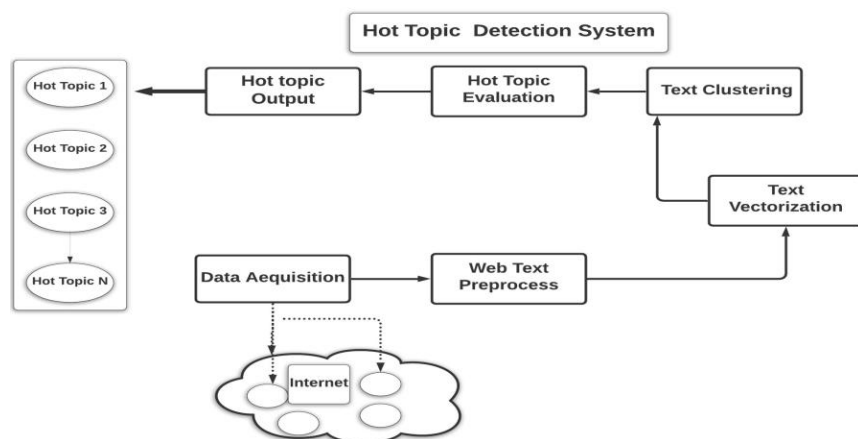 Hot Topic Detection System
Hot Topic 1
Hot Topic 2
Hot Topic 3
Hot Topic N
Hot topic
Output
Hot Topic
Evaluation
Text Clustering
Text
Vectorization
Data Aequisition
Web Text
Preprocess
Internet